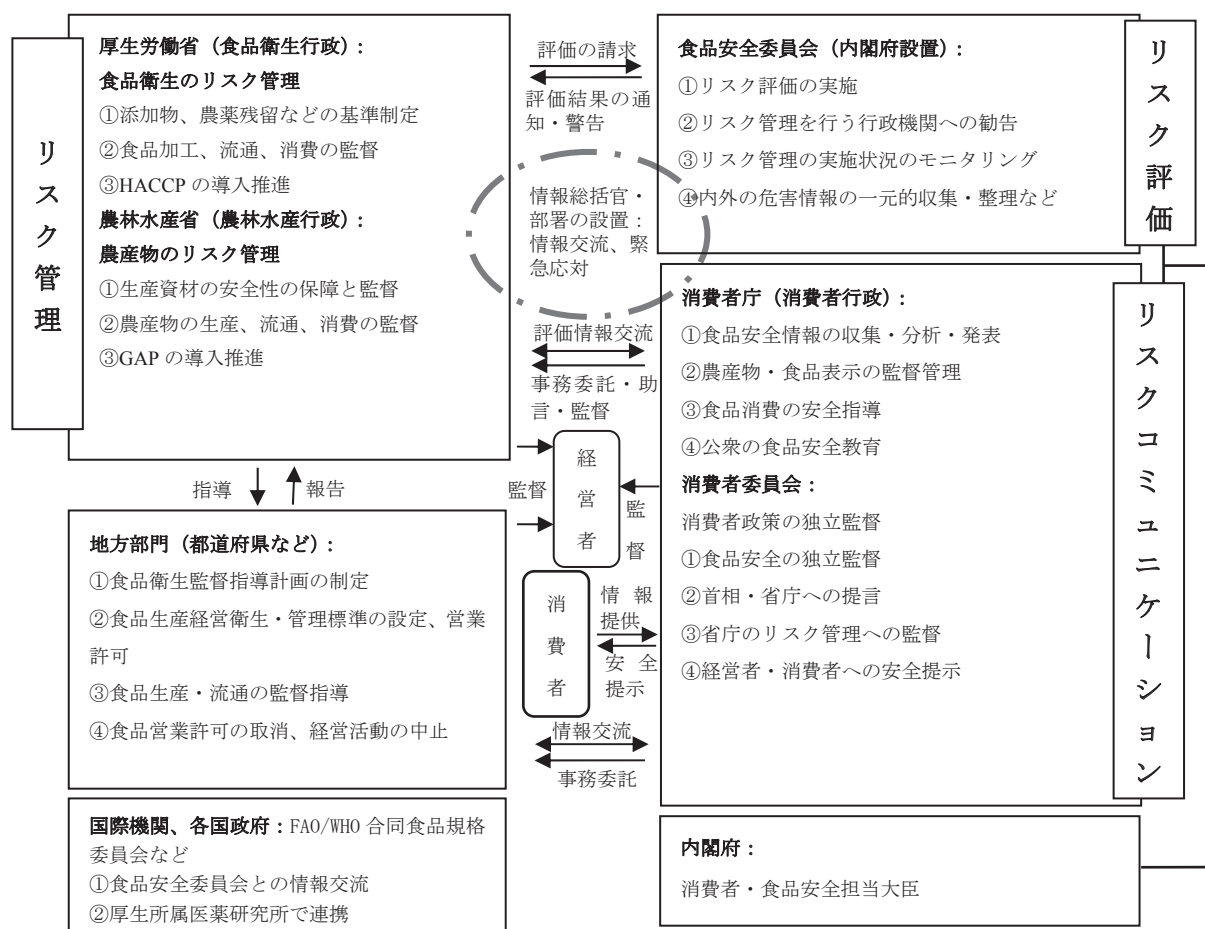 リスク管理
厚生労働省（食品衛生行政）：
食品衛生のリスク管理
①添加物、農薬残留などの基準制定
②食品加工、流通、消費の監督
③HACCP の導入推進
農林水産省（農林水産行政）：
農産物のリスク管理
①生産資材の安全性の保障と監督
②農産物の生産、流通、消費の監督
③GAP の導入推進
評価の請求
評価結果の通
知・警告
情報総括官・
部署の設置：
情報交流、緊
急応対
評価情報交流
事務委託・助
言・監督
食品安全委員会（内閣府設置）：
①リスク評価の実施
②リスク管理を行う行政機関への勧告
③リスク管理の実施状況のモニタリング
④内外の危害情報の一元的収集・整理など
リスク評価
消費者庁（消費者行政）：
①食品安全情報の収集・分析・発表
②農産物・食品表示の監督管理
③食品消費の安全指導
④公衆の食品安全教育
消費者委員会：
消費者政策の独立監督
①食品安全の独立監督
②首相・省庁への提言
③省庁のリスク管理への監督
④経営者・消費者への安全提示
リスクコミュニケーション
指導
報告
監督
経営者
監督
消費者
情報
提供
安全
提示
情報交流
事務委託
地方部門（都道府県など）：
①食品衛生監督指導計画の制定
②食品生産経営衛生・管理標準の設定、営業
許可
③食品生産・流通の監督指導
④食品営業許可の取消、経営活動の中止
国際機関、各国政府：FAO/WHO 合同食品規格
委員会など
①食品安全委員会との情報交流
②厚生所属医薬研究所で連携
内閣府：
消費者・食品安全担当大臣